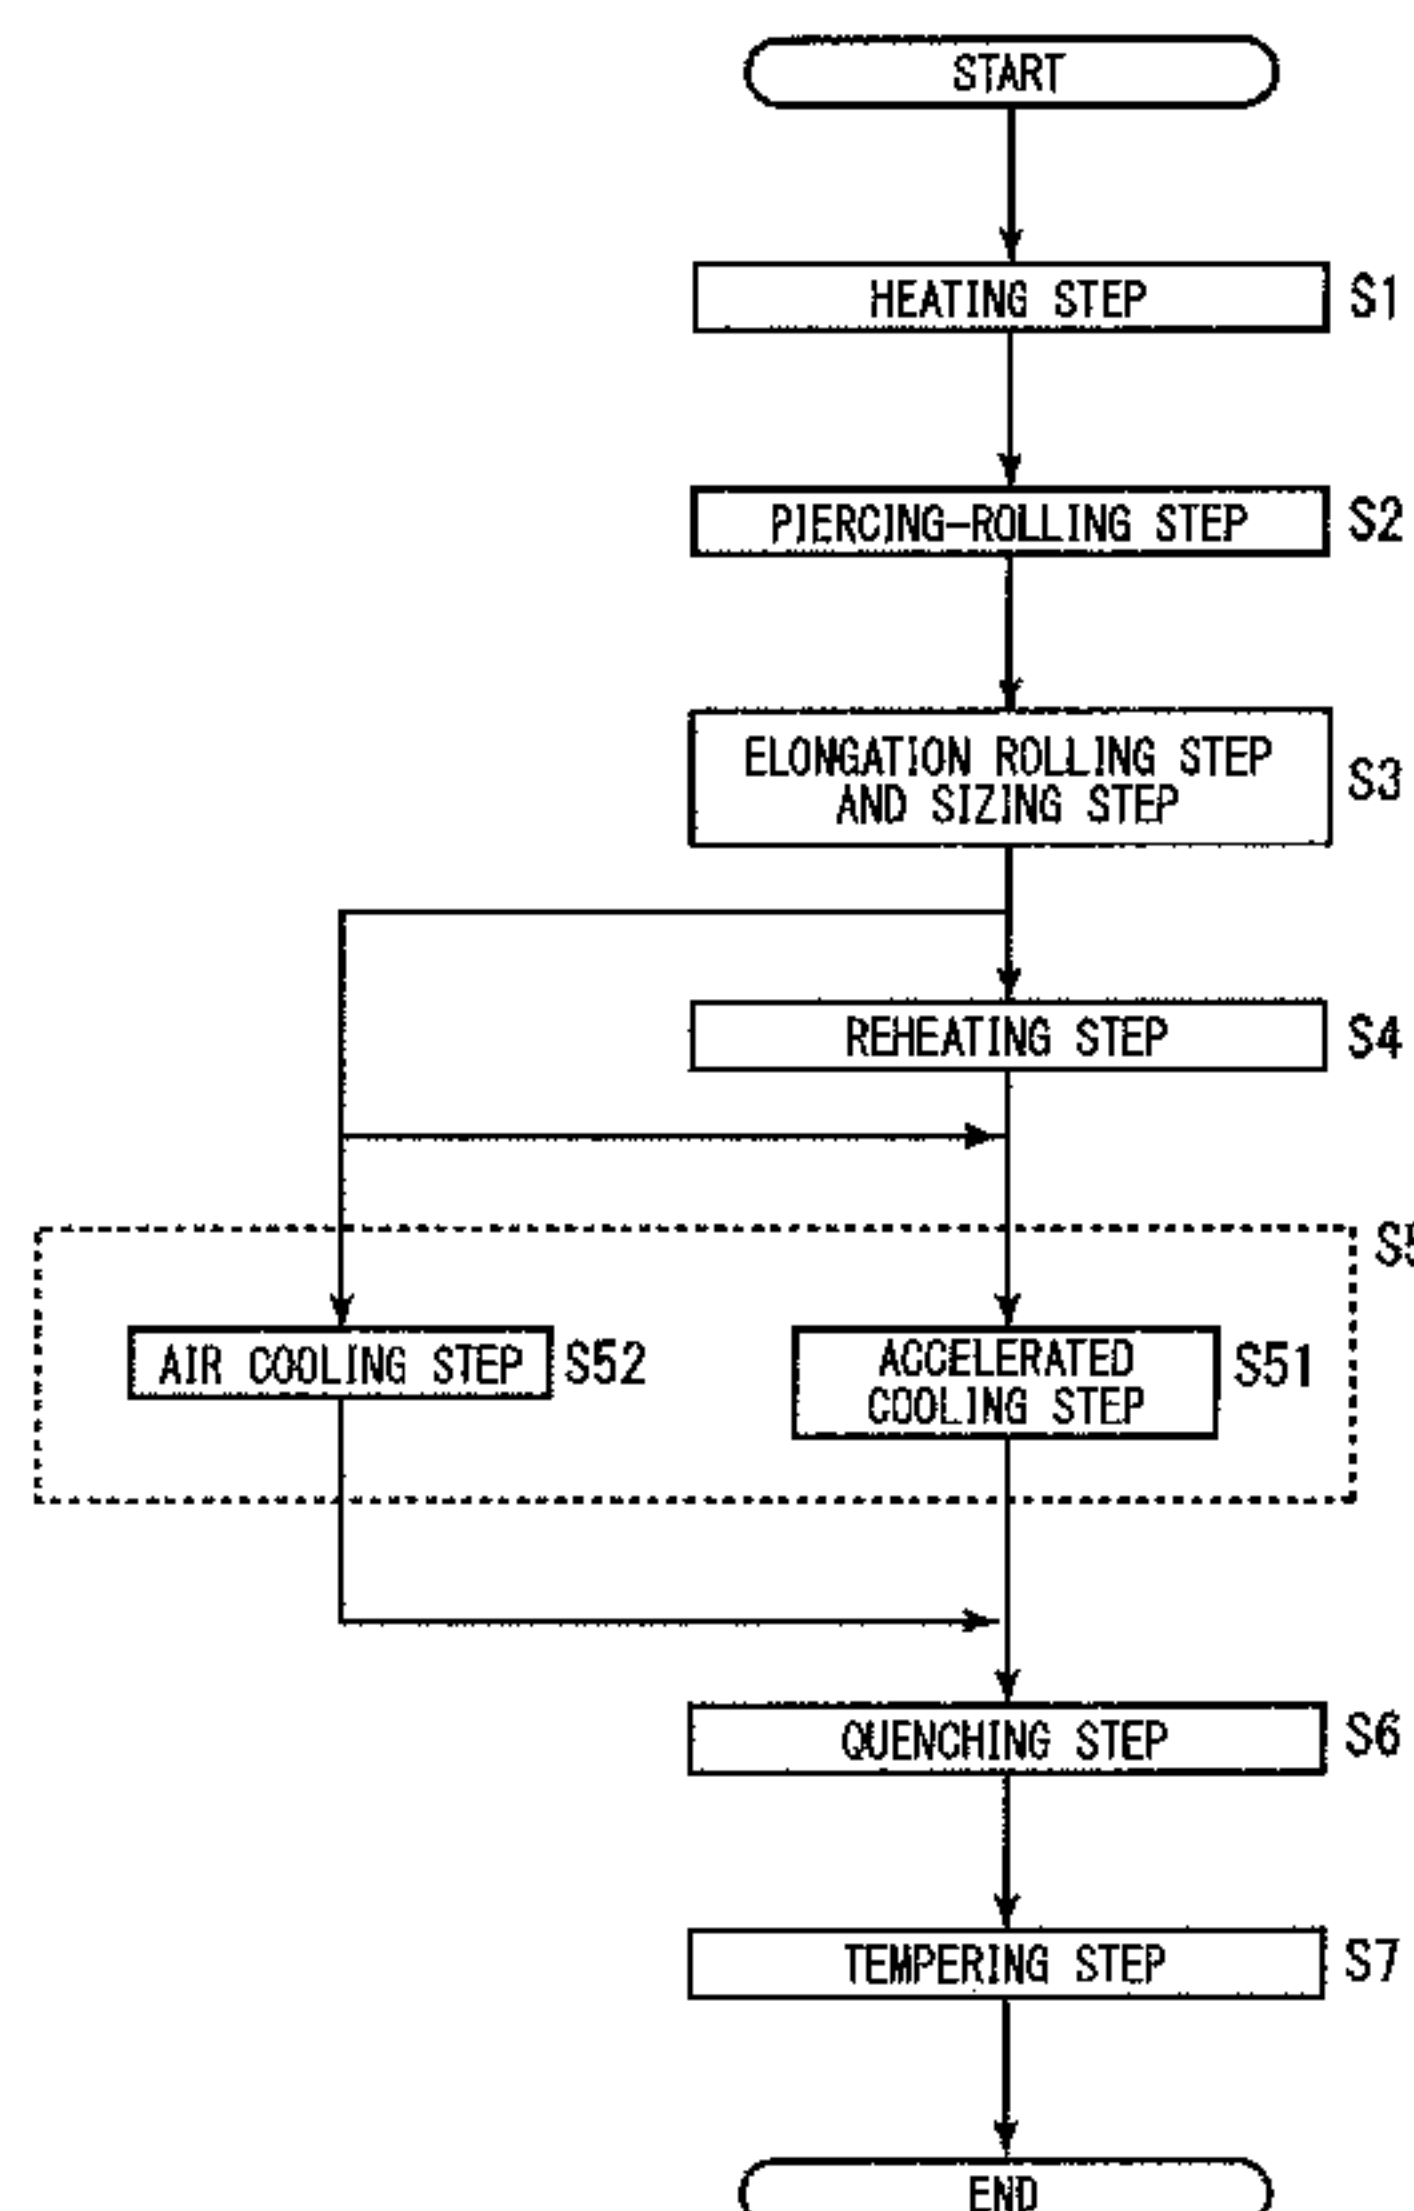 START
HEATING STEP S1
PIERCING-ROLLING STEP S2
ELONGATION ROLLING STEP
AND SIZING STEP
S3
REHEATING STEP S4
S5
AIR COOLING STEP S52
ACCELERATED
COOLING STEP
S51
QUENCHING STEP S6
TEMPERING STEP S7
END